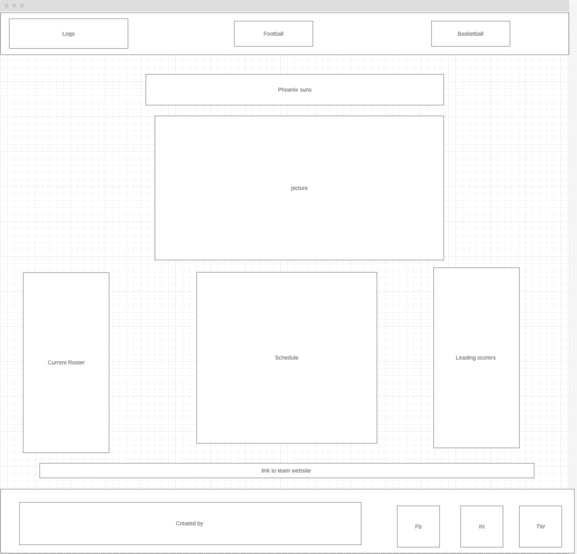 Logo
Football
Basketball
Phoenix suns
picture
Current Roster
Schedule
Leading scorers
link to team website
Created by
Fb
IH
TW